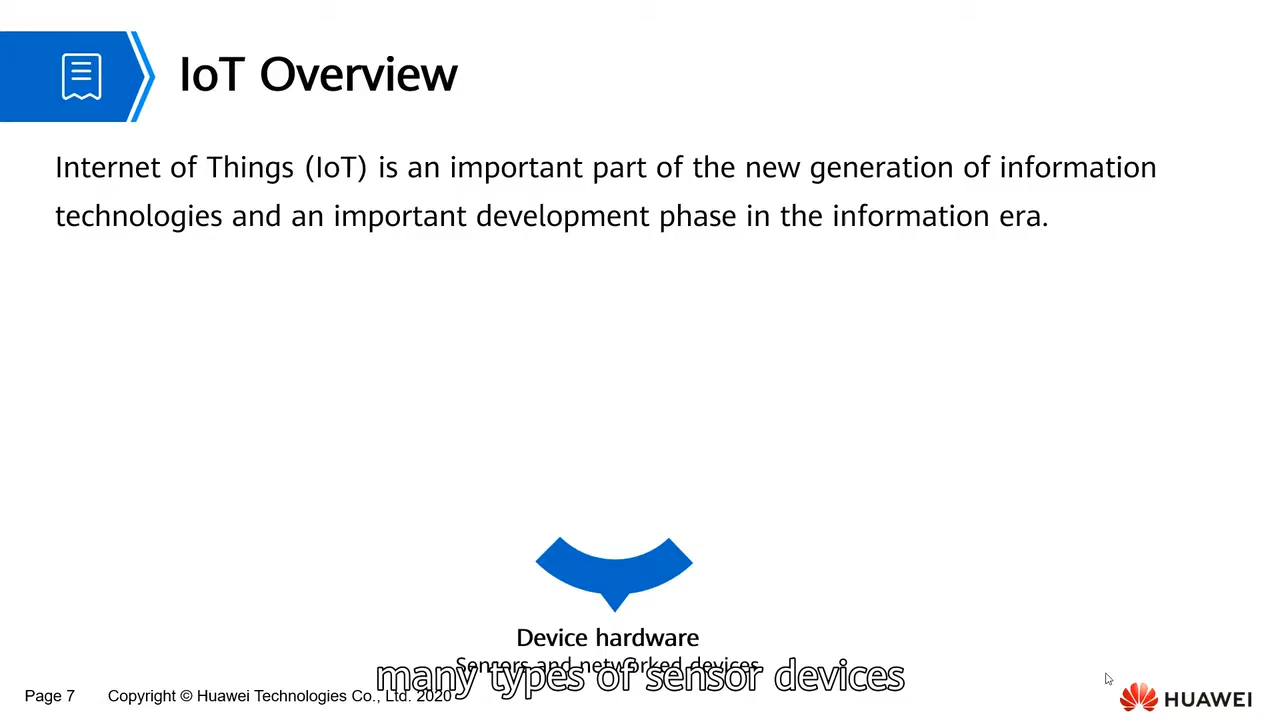 IoT Overview
Internet of Things (IoT) is an important part of the new generation of information
technologies and an important development phase in the information era.
Device hardware
Sensors and networked devices
many types of sensor devices
Page 7
Copyright © Huawei Technologies Co., Ltd. 2020
HUAWEI